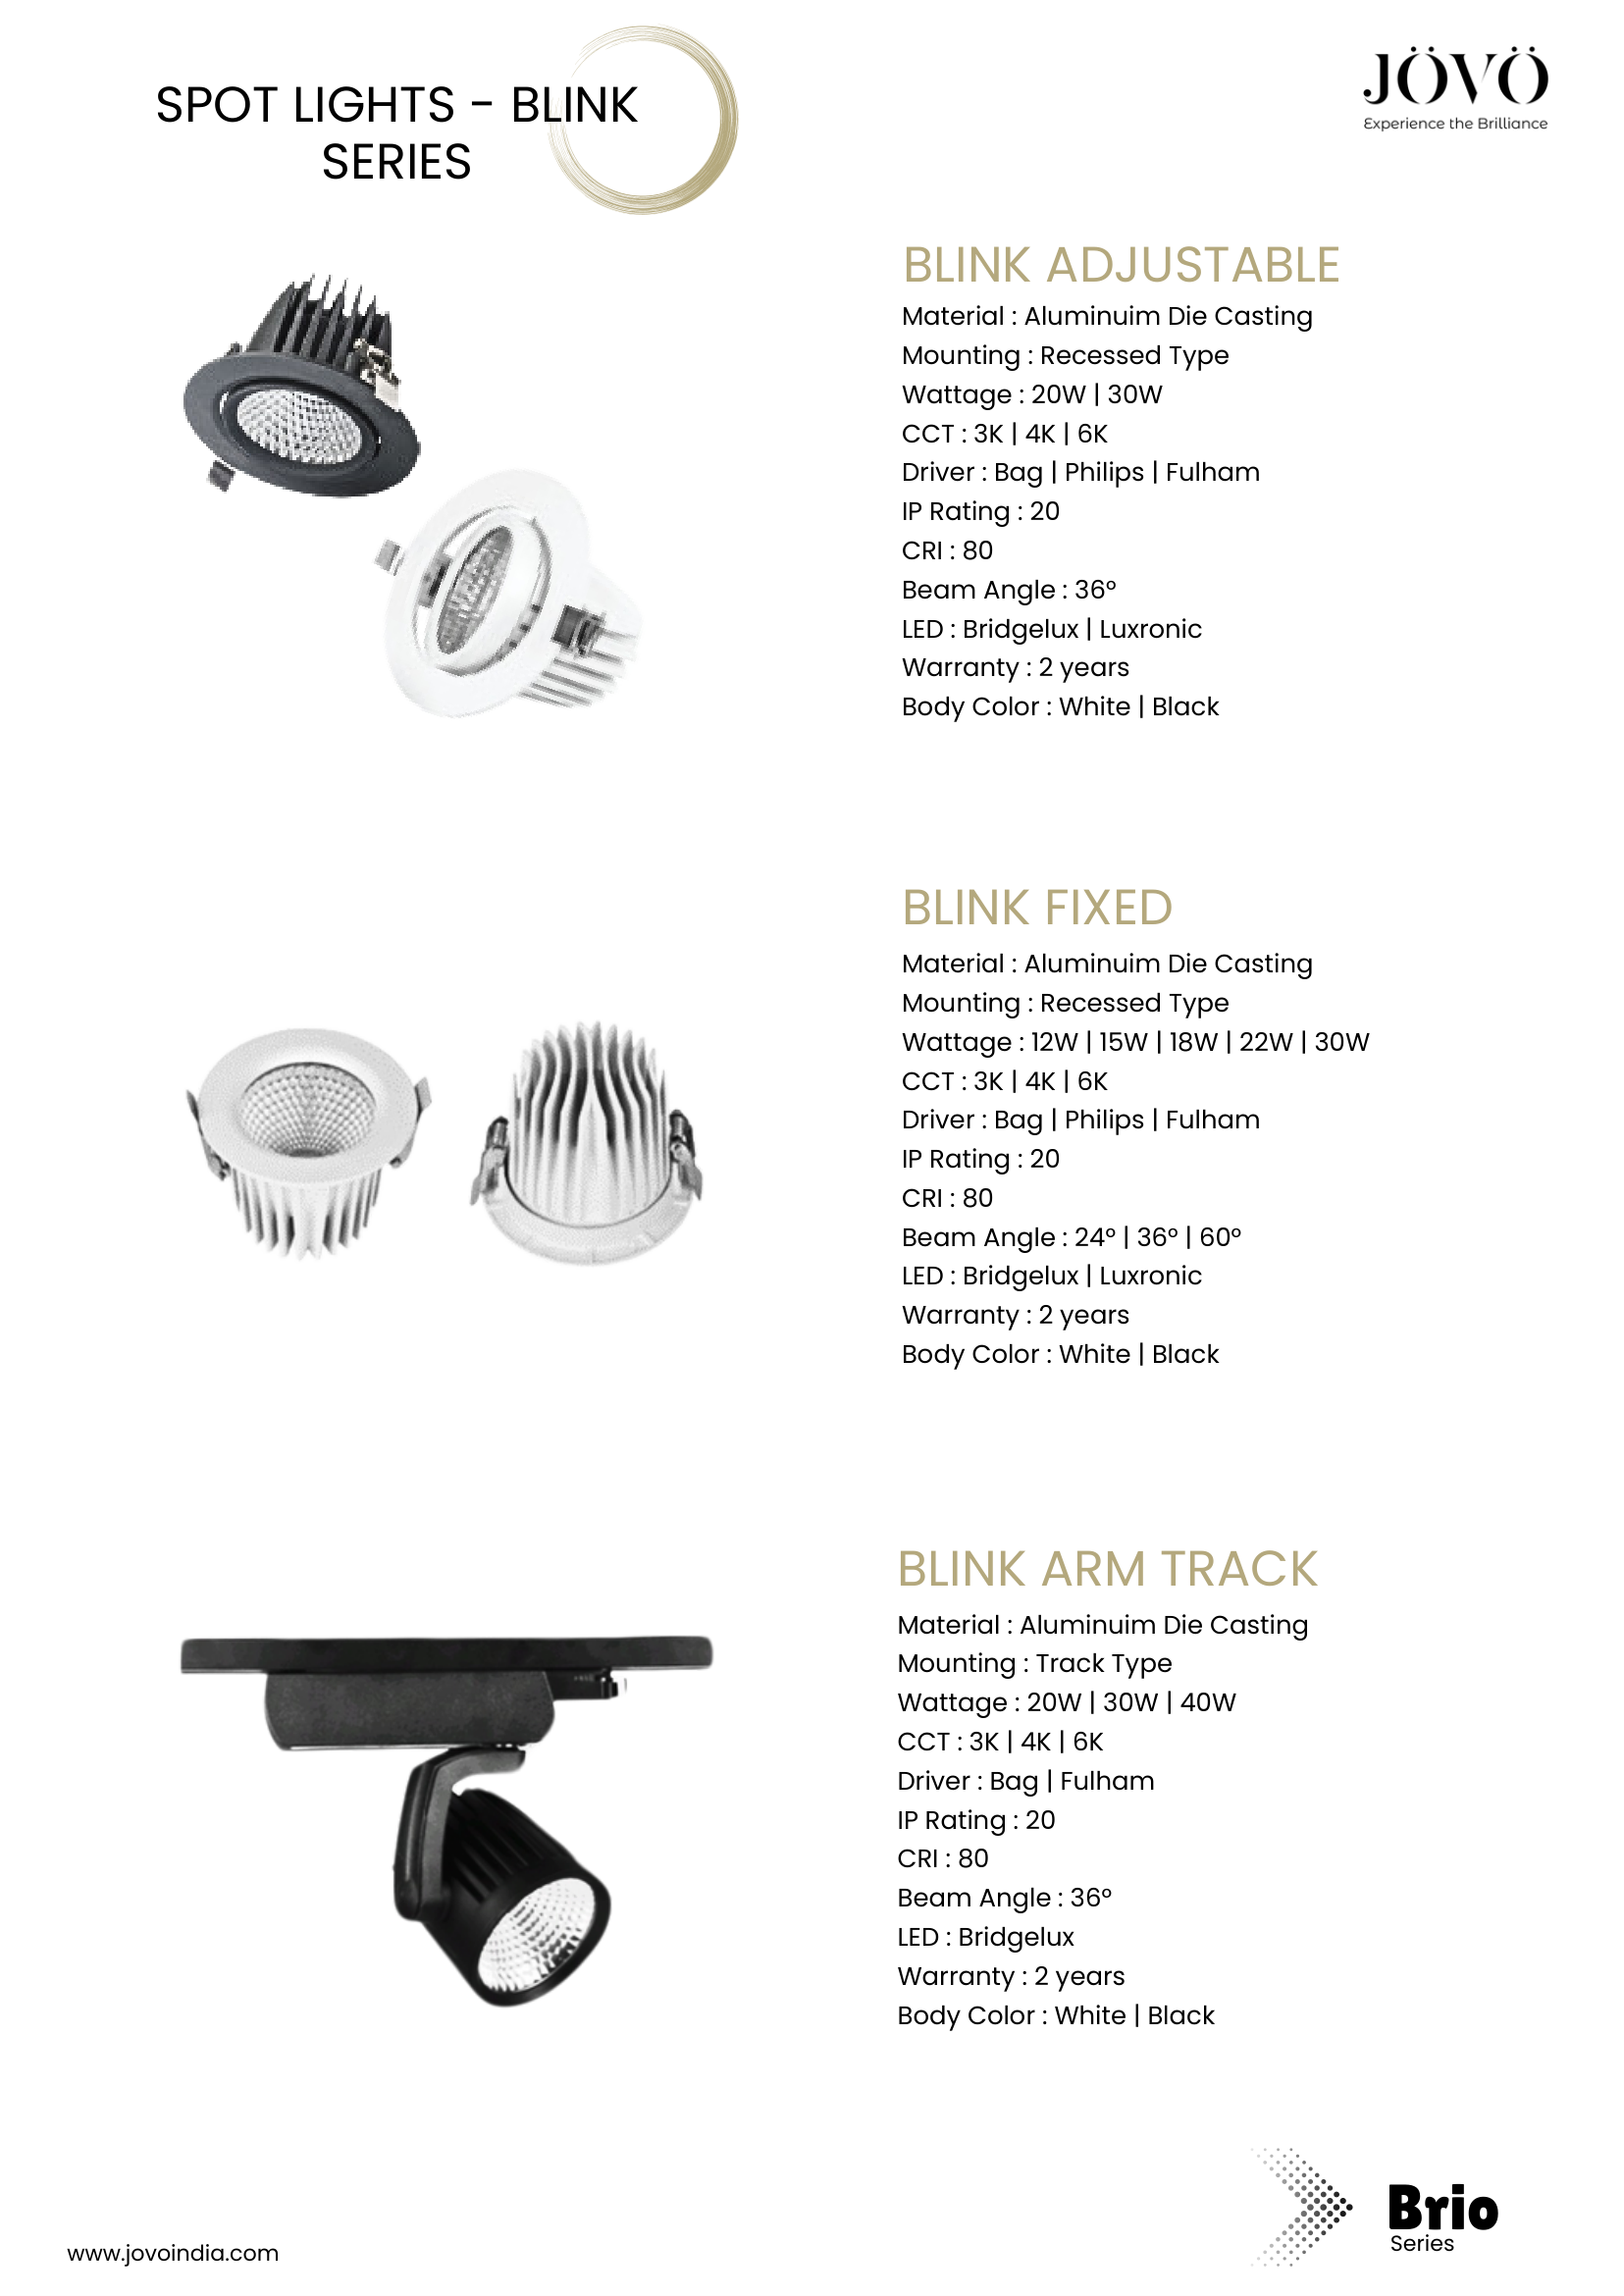 SPOT LIGHTS - BLINK
SERIES
JÖVÖ
Experience the Brilliance
BLINK ADJUSTABLE
Material : Aluminuim Die Casting
Mounting : Recessed Type
Wattage : 20W | 30W
CCT : 3K | 4K | 6K
Driver : Bag | Philips | Fulham
IP Rating : 20
CRI : 80
Beam Angle : 36°
LED : Bridgelux | Luxronic
Warranty : 2 years
Body Color : White | Black
BLINK FIXED
Material : Aluminuim Die Casting
Mounting : Recessed Type
Wattage : 12W | 15W | 18W | 22W | 30W
CCT : 3K | 4K | 6K
Driver : Bag | Philips | Fulham
IP Rating : 20
CRI : 80
Beam Angle : 24° | 36° | 60°
LED : Bridgelux | Luxronic
Warranty : 2 years
Body Color : White | Black
BLINK ARM TRACK
Material : Aluminuim Die Casting
Mounting : Track Type
Wattage : 20W | 30W | 40W
CCT : 3K | 4K | 6K
Driver : Bag | Fulham
IP Rating : 20
CRI : 80
Beam Angle : 36°
LED : Bridgelux
Warranty : 2 years
Body Color : White | Black
Brio
Series
www.jovoindia.com